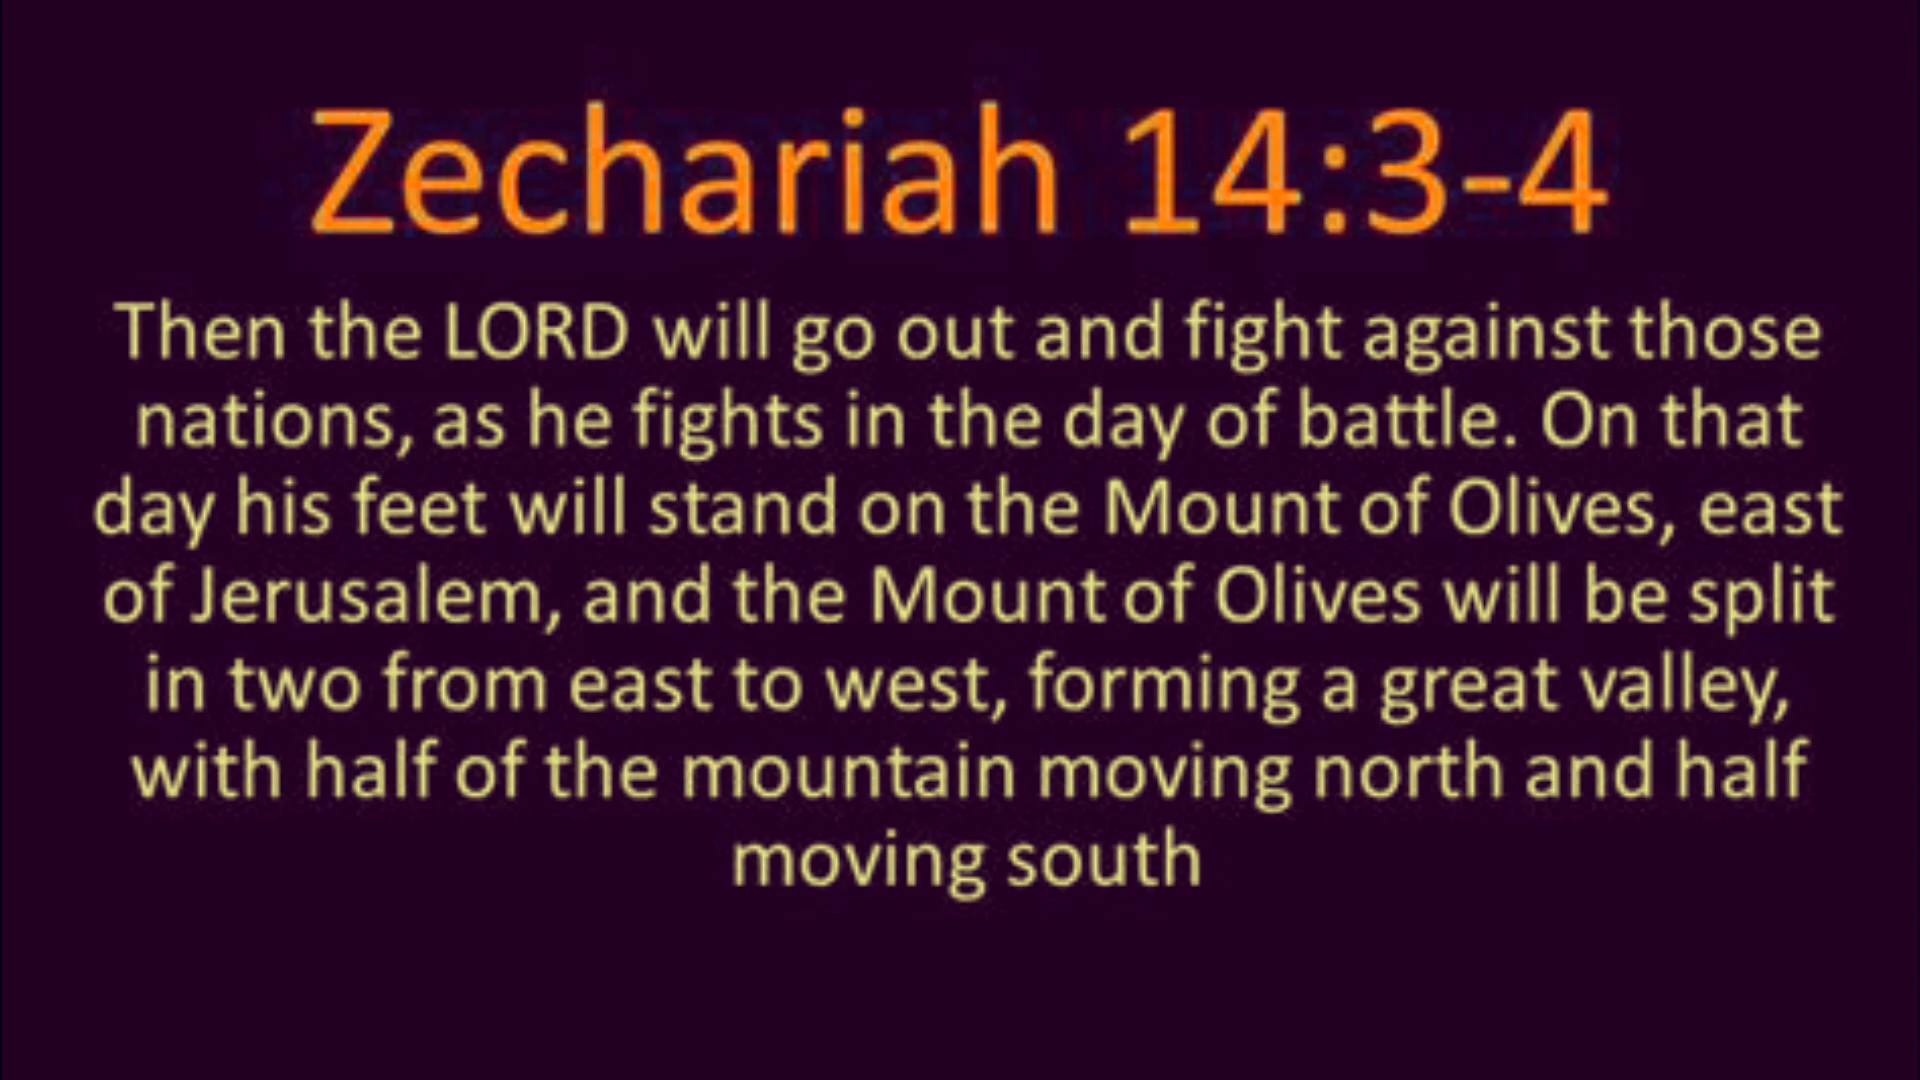 Zechariah 14:3-4
Then the LORD will go out and fight against those
nations, as he fights in the day of battle. On that
day his feet will stand on the Mount of Olives, east
of Jerusalem, and the Mount of Olives will be split
in two from east to west, forming a great valley,
with half of the mountain moving north and half
moving south